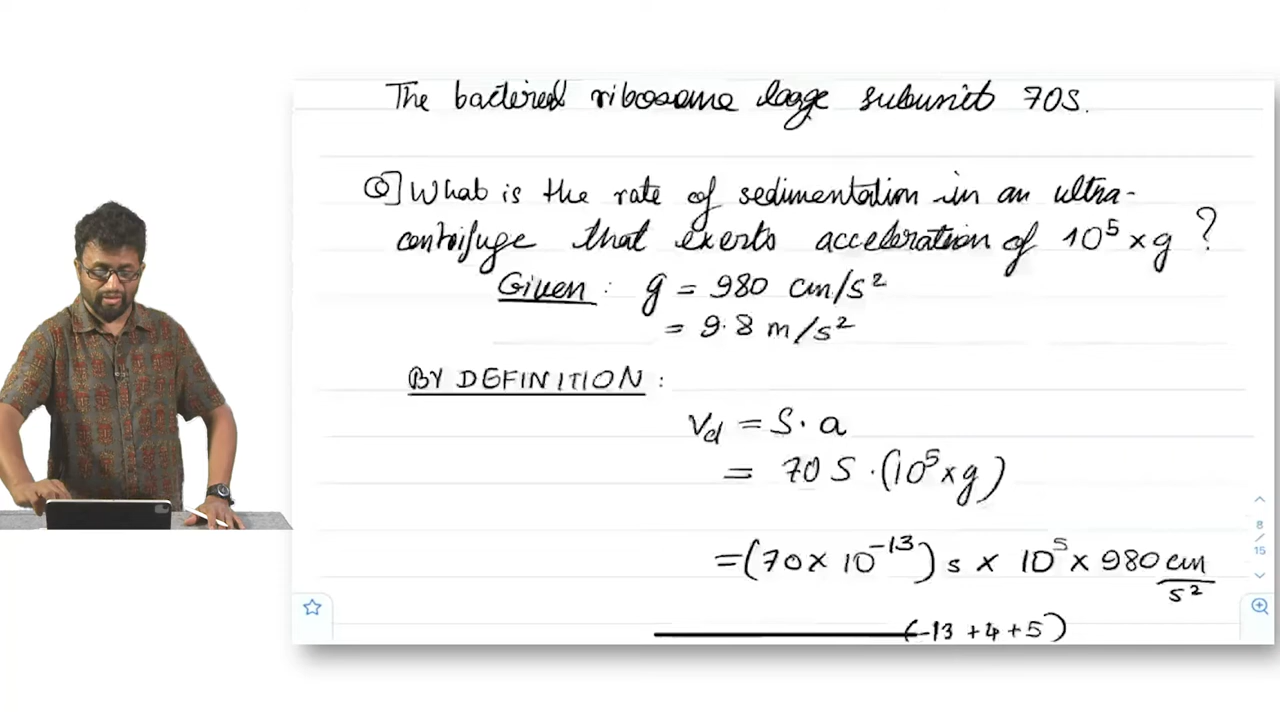 The bacterial ribosome large subunit 70S.
Q] What is the rate of sedimentation in an ultra-
centrifuge that exerts acceleration of 10⁵ x g ?
Given : g = 980 cm/s²
= 9.8 m/s²
BY DEFINITION :
Vd = S. a
= 70 S .(10⁵ x g)
=(70 x 10⁻¹³) s x 10⁵ x 980 cm/s²
(-13 +4 +5)
8
/
15